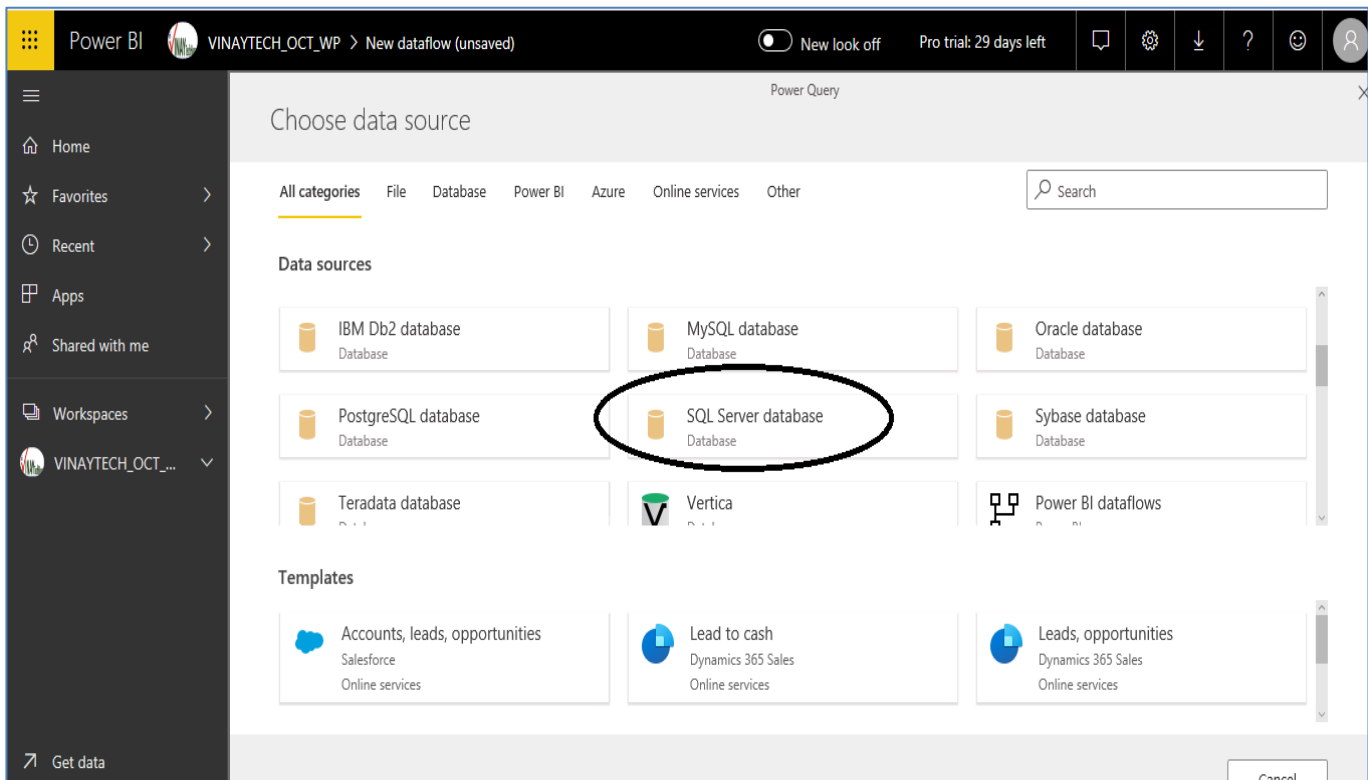 Power BI VINAYTECH_OCT_WP > New dataflow (unsaved) New look off Pro trial: 29 days left
Power Query
Choose data source
Home
Favorites
Recent
Apps
Shared with me
Workspaces
VINAYTECH_OCT_...
Get data
All categories File Database Power BI Azure Online services Other Search
Data sources
IBM Db2 database
Database
MySQL database
Database
Oracle database
Database
PostgreSQL database
Database
SQL Server database
Database
Sybase database
Database
Teradata database
Vertica
Power BI dataflows
Templates
Accounts, leads, opportunities
Salesforce
Online services
Lead to cash
Dynamics 365 Sales
Online services
Leads, opportunities
Dynamics 365 Sales
Online services
Cancel